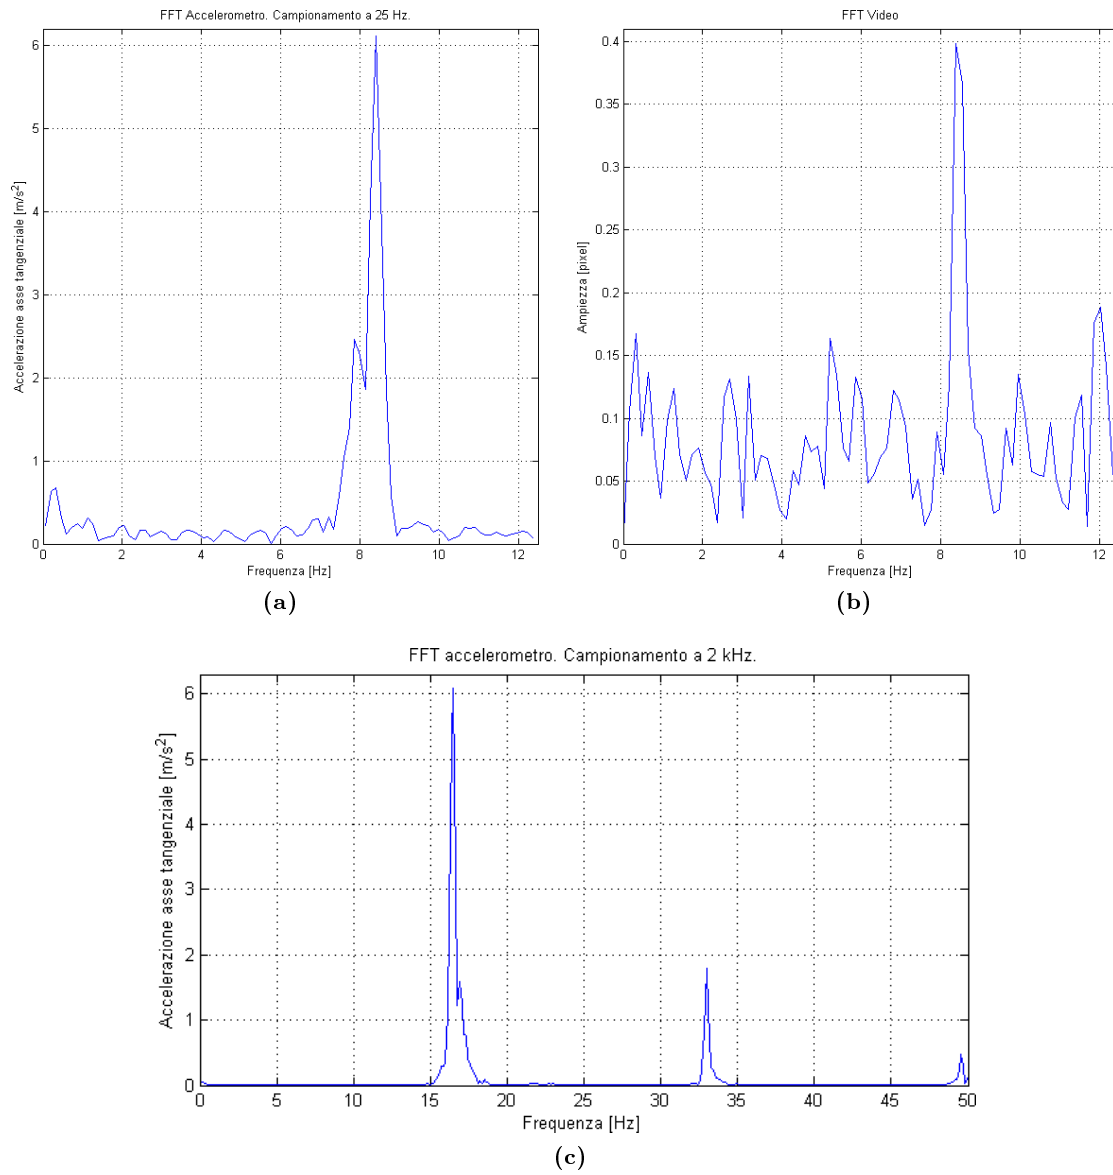 FFT Accelerometro. Campionamento a 25 Hz.
6
5
4
3
2
1
0
Accelerazione asse tangenziale [m/s²]
0 2 4 6 8 10 12
Frequenza [Hz]
(a)
FFT Video
0.4
0.35
0.3
0.25
0.2
0.15
0.1
0.05
0
Ampiezza [pixel]
0 2 4 6 8 10 12
Frequenza [Hz]
(b)
FFT accelerometro. Campionamento a 2 kHz.
6
5
4
3
2
1
0
Accelerazione asse tangenziale [m/s²]
0 5 10 15 20 25 30 35 40 45 50
Frequenza [Hz]
(c)